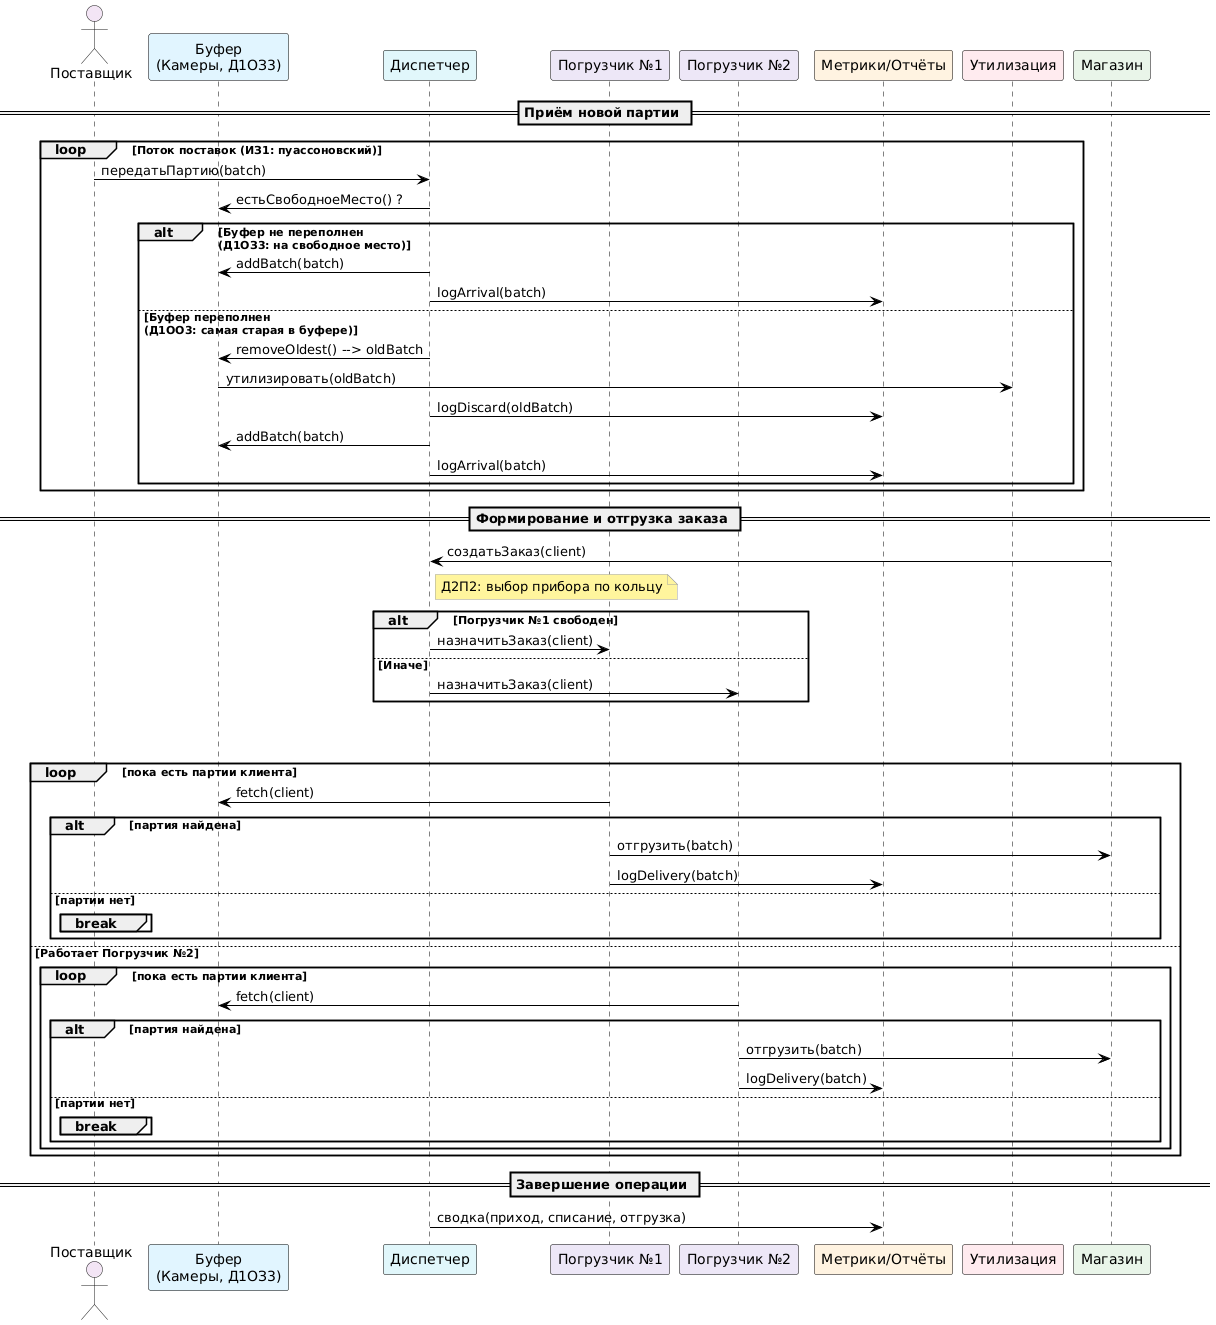 Поставщик
Буфер
(Камеры, Д1ОЗ3)
Диспетчер
Погрузчик №1
Погрузчик №2
Метрики/Отчёты
Утилизация
Магазин
Приём новой партии
loop [Поток поставок (ИЗ1: пуассоновский)]
передатьПартию(batch)
естьСвободноеМесто() ?
alt [Буфер не переполнен
(Д1ОЗ3: на свободное место)]
addBatch(batch)
logArrival(batch)
[Буфер переполнен
(Д1ОО3: самая старая в буфере)]
removeOldest() --> oldBatch
утилизировать(oldBatch)
logDiscard(oldBatch)
addBatch(batch)
logArrival(batch)
Формирование и отгрузка заказа
создатьЗаказ(client)
Д2П2: выбор прибора по кольцу
alt [Погрузчик №1 свободен]
назначитьЗаказ(client)
[Иначе]
назначитьЗаказ(client)
loop [пока есть партии клиента]
fetch(client)
alt [партия найдена]
отгрузить(batch)
logDelivery(batch)
[партии нет]
break
[Работает Погрузчик №2]
loop [пока есть партии клиента]
fetch(client)
alt [партия найдена]
отгрузить(batch)
logDelivery(batch)
[партии нет]
break
Завершение операции
сводка(приход, списание, отгрузка)
Поставщик
Буфер
(Камеры, Д1ОЗ3)
Диспетчер
Погрузчик №1
Погрузчик №2
Метрики/Отчёты
Утилизация
Магазин